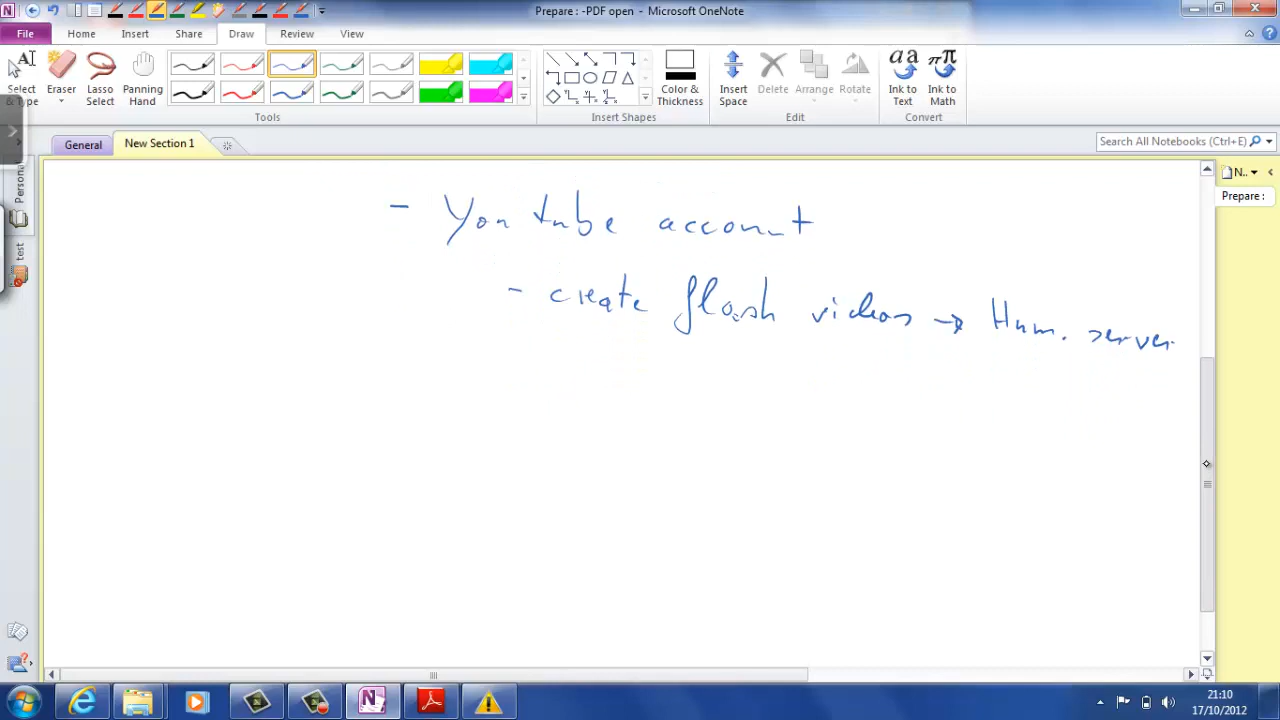 Prepare : -PDF open - Microsoft OneNote
File Home Insert Draw Review View
Select & Type
Eraser
Lasso Select
Panning Hand
Color & Thickness
Insert Space
Delete
Arrange
Rotate
Ink to Text
Ink to Math
Tools
Insert Shapes
Edit
Convert
General
New Section 1
Search All Notebooks (Ctrl+E)
N..
Prepare :
Persona
test
- You tube account
- create flash videos → Hum. server
21:10
17/10/2012